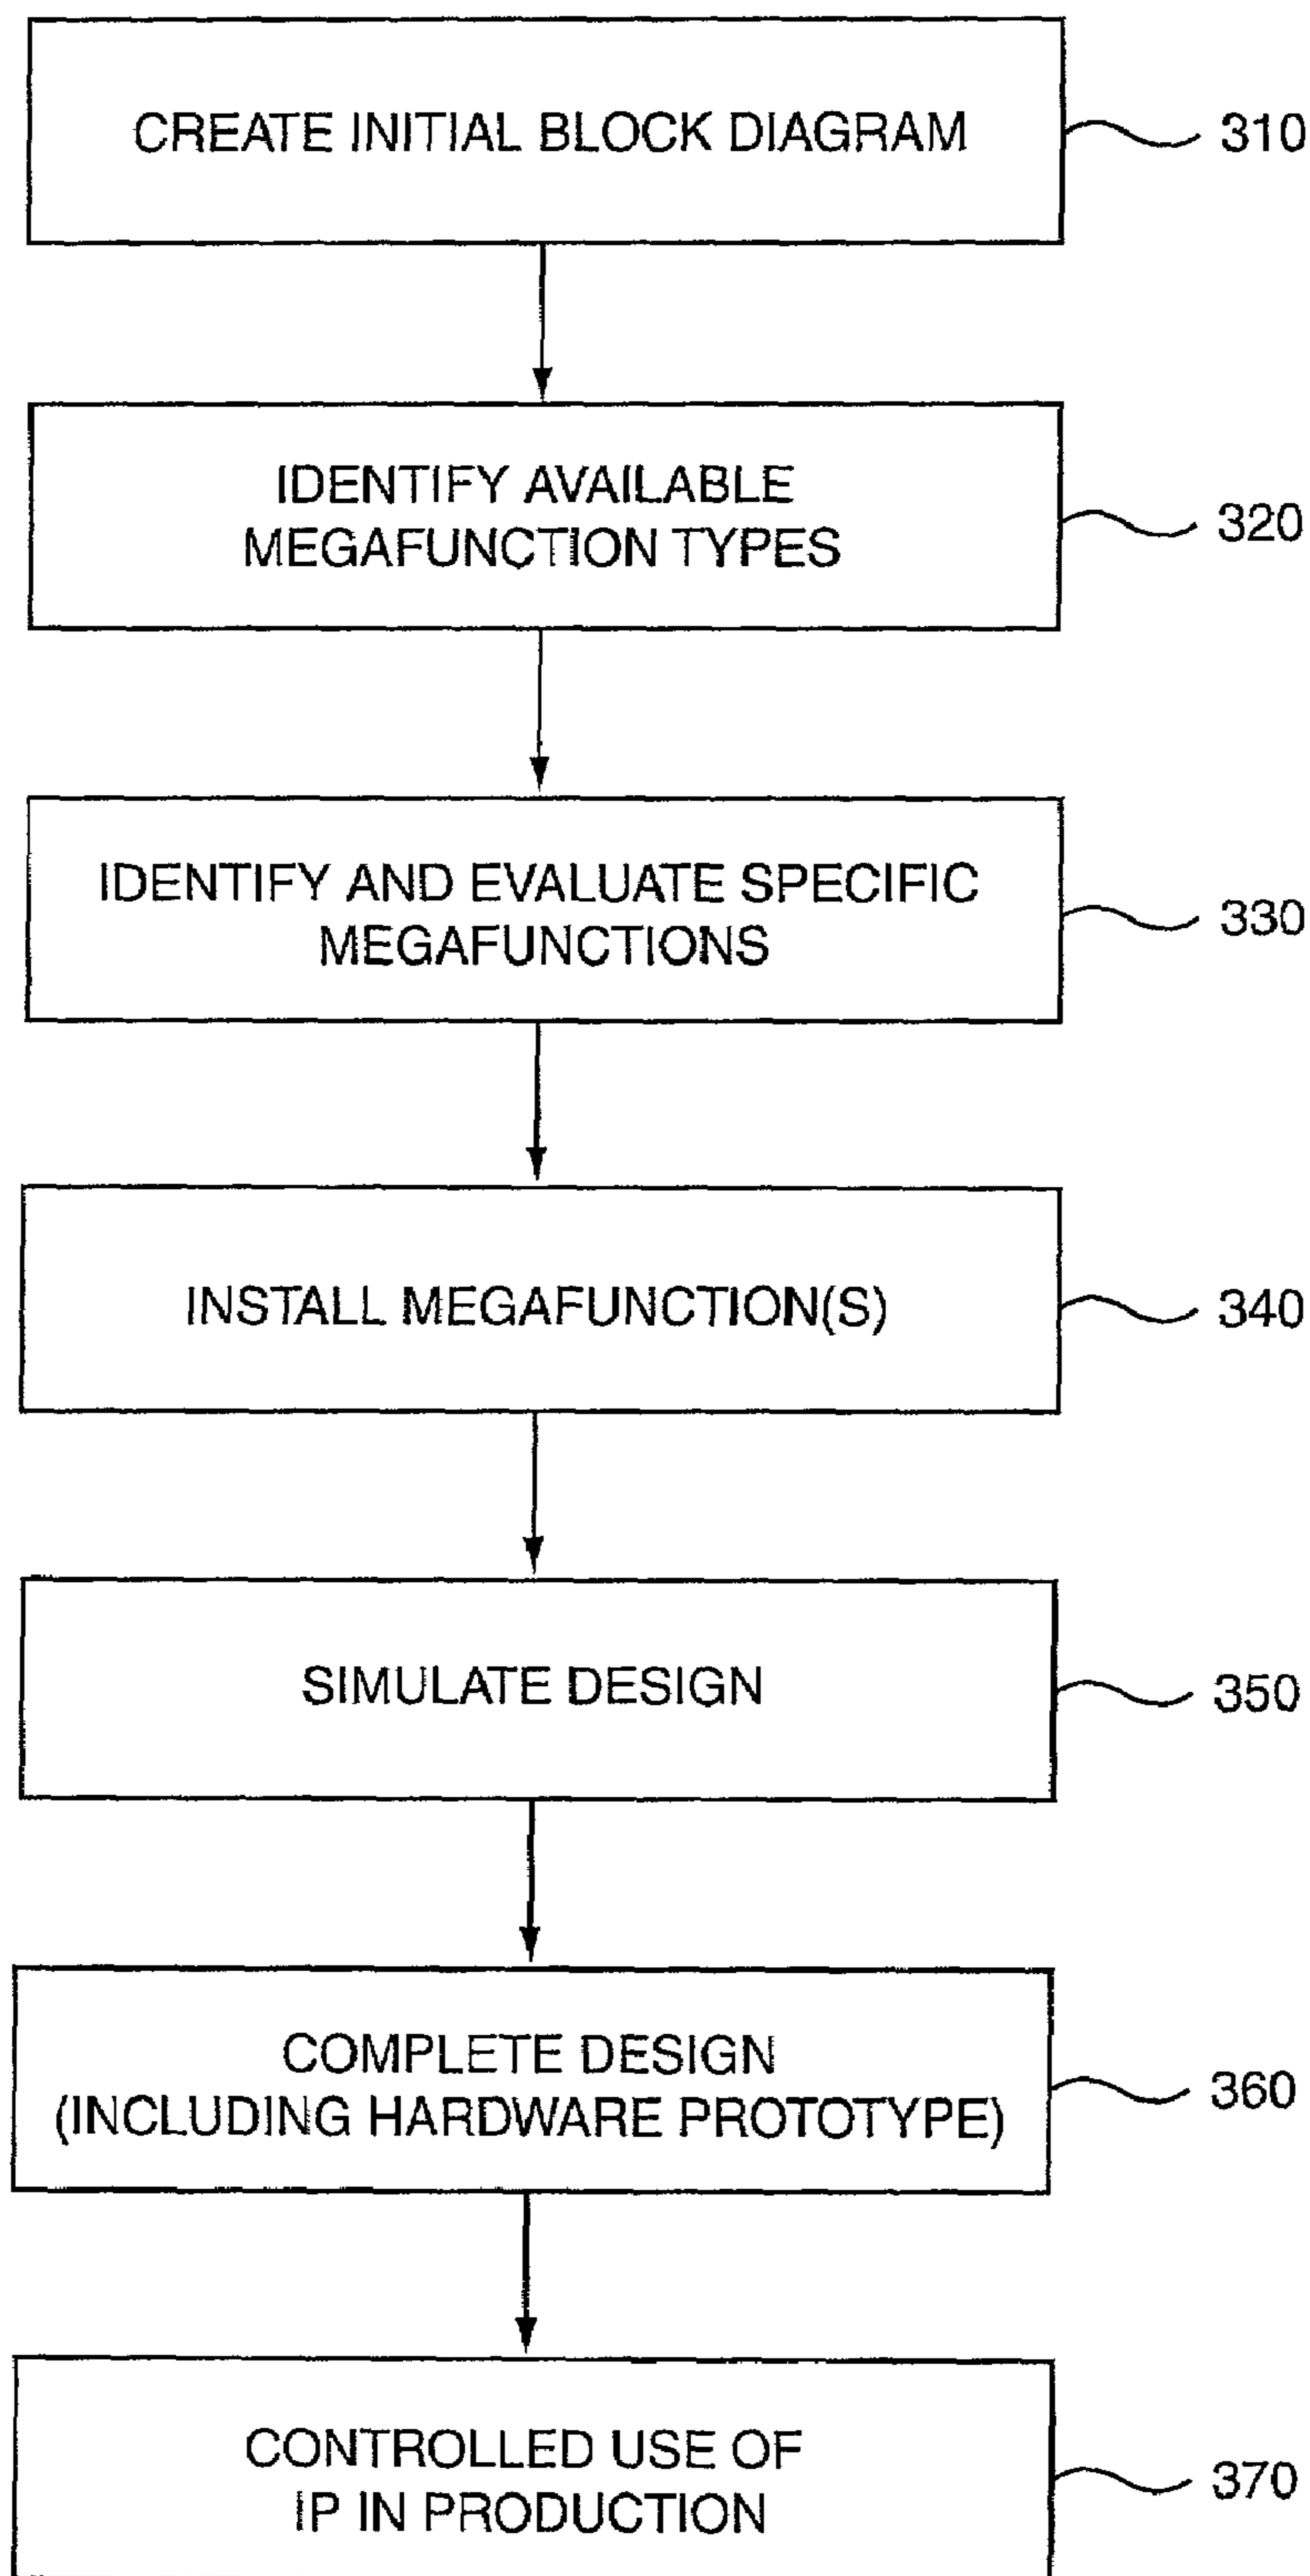 CREATE INITIAL BLOCK DIAGRAM
310
IDENTIFY AVAILABLE
MEGAFUNCTION TYPES
320
IDENTIFY AND EVALUATE SPECIFIC
MEGAFUNCTIONS
330
INSTALL MEGAFUNCTION(S)
340
SIMULATE DESIGN
350
COMPLETE DESIGN
(INCLUDING HARDWARE PROTOTYPE)
360
CONTROLLED USE OF
IP IN PRODUCTION
370